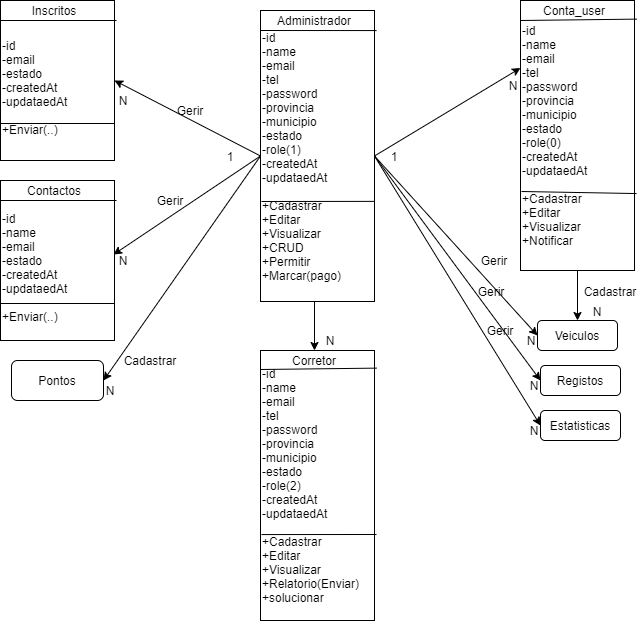 Inscritos
-id
-email
-estado
-createdAt
-updataedAt
+Enviar(..)
Contactos
-id
-name
-email
-estado
-createdAt
-updataedAt
+Enviar(..)
Pontos
Administrador
-id
-name
-email
-tel
-password
-provincia
-municipio
-estado
-role(1)
-createdAt
-updataedAt
+Cadastrar
+Editar
+Visualizar
+CRUD
+Permitir
+Marcar(pago)
Corretor
-id
-name
-email
-tel
-password
-provincia
-municipio
-estado
-role(2)
-createdAt
-updataedAt
+Cadastrar
+Editar
+Visualizar
+Relatorio(Enviar)
+solucionar
Conta_user
-id
-name
-email
-tel
-password
-provincia
-municipio
-estado
-role(0)
-createdAt
-updataedAt
+Cadastrar
+Editar
+Visualizar
+Notificar
Veiculos
Registos
Estatisticas
N
Gerir
1
Gerir
N
Cadastrar
N
N
1
N
Gerir
Gerir
Gerir
N
N
N
Cadastrar
N